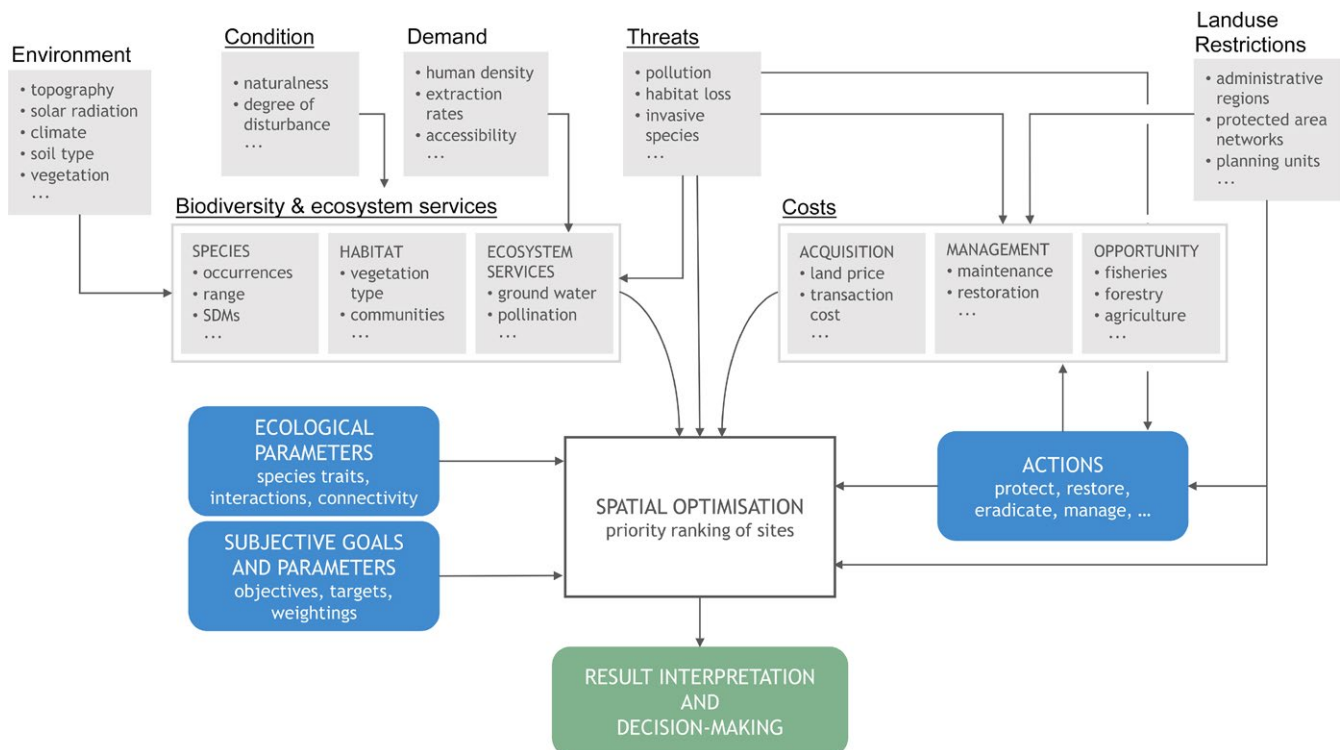 Environment
• topography
• solar radiation
• climate
• soil type
• vegetation
...
Condition
• naturalness
• degree of
disturbance
...
Demand
• human density
• extraction
rates
• accessibility
...
Threats
• pollution
• habitat loss
• invasive
species
...
Landuse
Restrictions
• administrative
regions
• protected area
networks
• planning units
...
Biodiversity & ecosystem services
SPECIES
• occurrences
• range
• SDMs
...
HABITAT
• vegetation
type
• communities
...
ECOSYSTEM
SERVICES
• ground water
• pollination
...
Costs
ACQUISITION
• land price
• transaction
cost
...
MANAGEMENT
• maintenance
• restoration
...
OPPORTUNITY
• fisheries
• forestry
• agriculture
...
ECOLOGICAL
PARAMETERS
species traits,
interactions, connectivity
SUBJECTIVE GOALS
AND PARAMETERS
objectives, targets,
weightings
SPATIAL OPTIMISATION
priority ranking of sites
ACTIONS
protect, restore,
eradicate, manage, ...
RESULT INTERPRETATION
AND
DECISION-MAKING